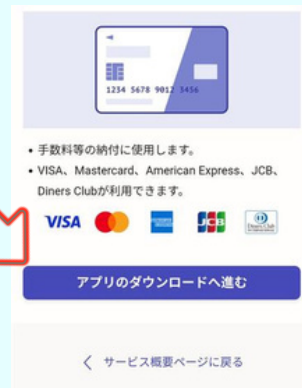 1234 5678 9012 3456
• 手数料等の納付に使用します。
• VISA、Mastercard、American Express、JCB、
Diners Clubが利用できます。
VISA JCB Diners Club
アプリのダウンロードへ進む
< サービス概要ページに戻る